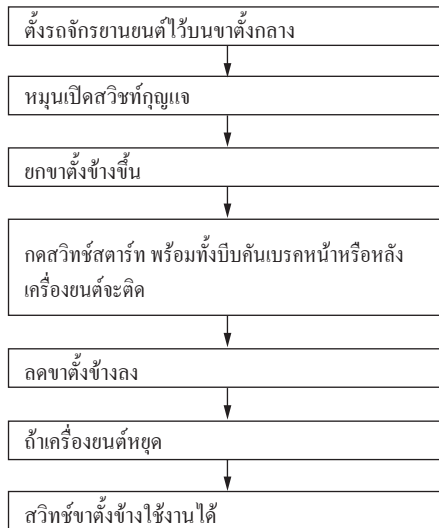 ตั้งรถจักรยานยนต์ไว้บนขาตั้งกลาง
หมุนเปิดสวิชท์กุญแจ
ยกขาตั้งข้างขึ้น
กดสวิทช์สตาร์ท พร้อมทั้งบีบคันเบรคหน้าหรือหลัง
เครื่องยนต์จะติด
ลดขาตั้งข้างลง
ถ้าเครื่องยนต์หยุด
สวิทช์ขาตั้งข้างใช้งานได้